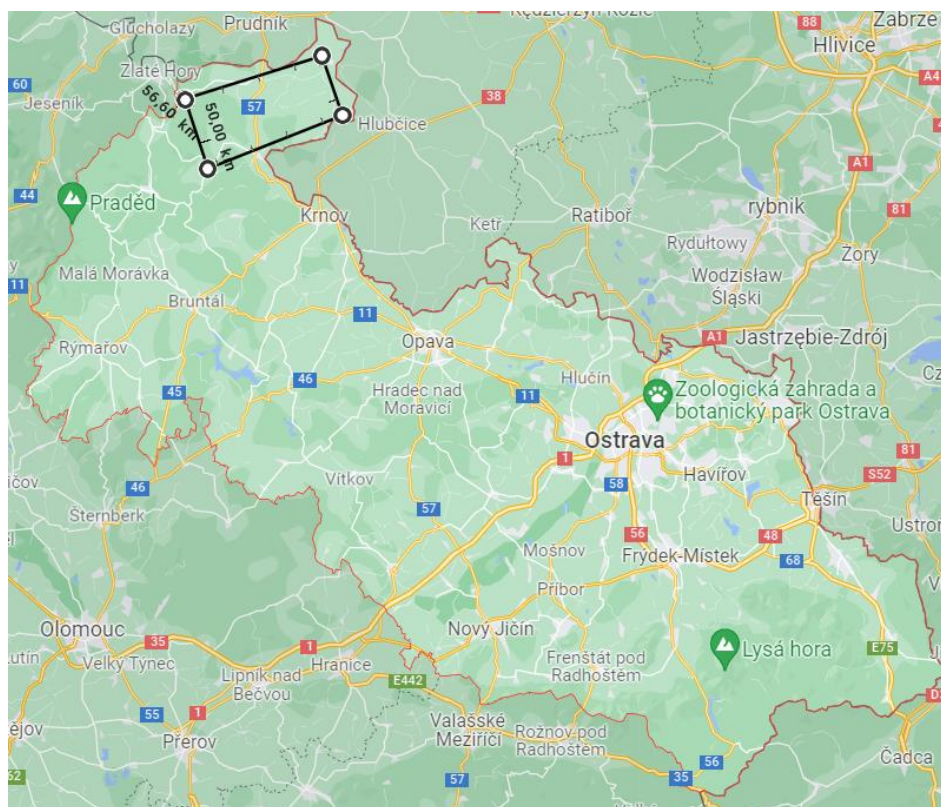 Kędzierzyn Koźle
Głuchołazy
Prudník
88
Zabrze
Hlivice
A4
Zlaté Hory
60
Jeseník
56,60 km
50,00 km
57
Hlubčice
38
A1
44
Praděd
Krnov
Ketř
Ratiboř
rybnik
81
Rydułtowy
Żory
Wodzisław
Śląski
11
Malá Morávka
Bruntál
11
A1
Jastrzębie-Zdrój
Rýmařov
Opava
45
46
Hradec nad
Moravicí
Hlučín
11
Zoologická zahrada a
botanický park Ostrava
Ostrava
1
Havířov
81
S52
46
Vítkov
58
Těšín
Šternberk
57
56
48
Ustroń
Mošnov
Frýdek-Místek
68
Příbor
Olomouc
35
1
Nový Jičín
Lysá hora
E75
Velký Týnec
Hranice
Frenštát pod
Radhoštěm
Lipník nad
Bečvou
E442
55
1
Přerov
Valašské
Meziříčí
Rožnov pod
Radhoštěm
56
Čadca
62
57
35